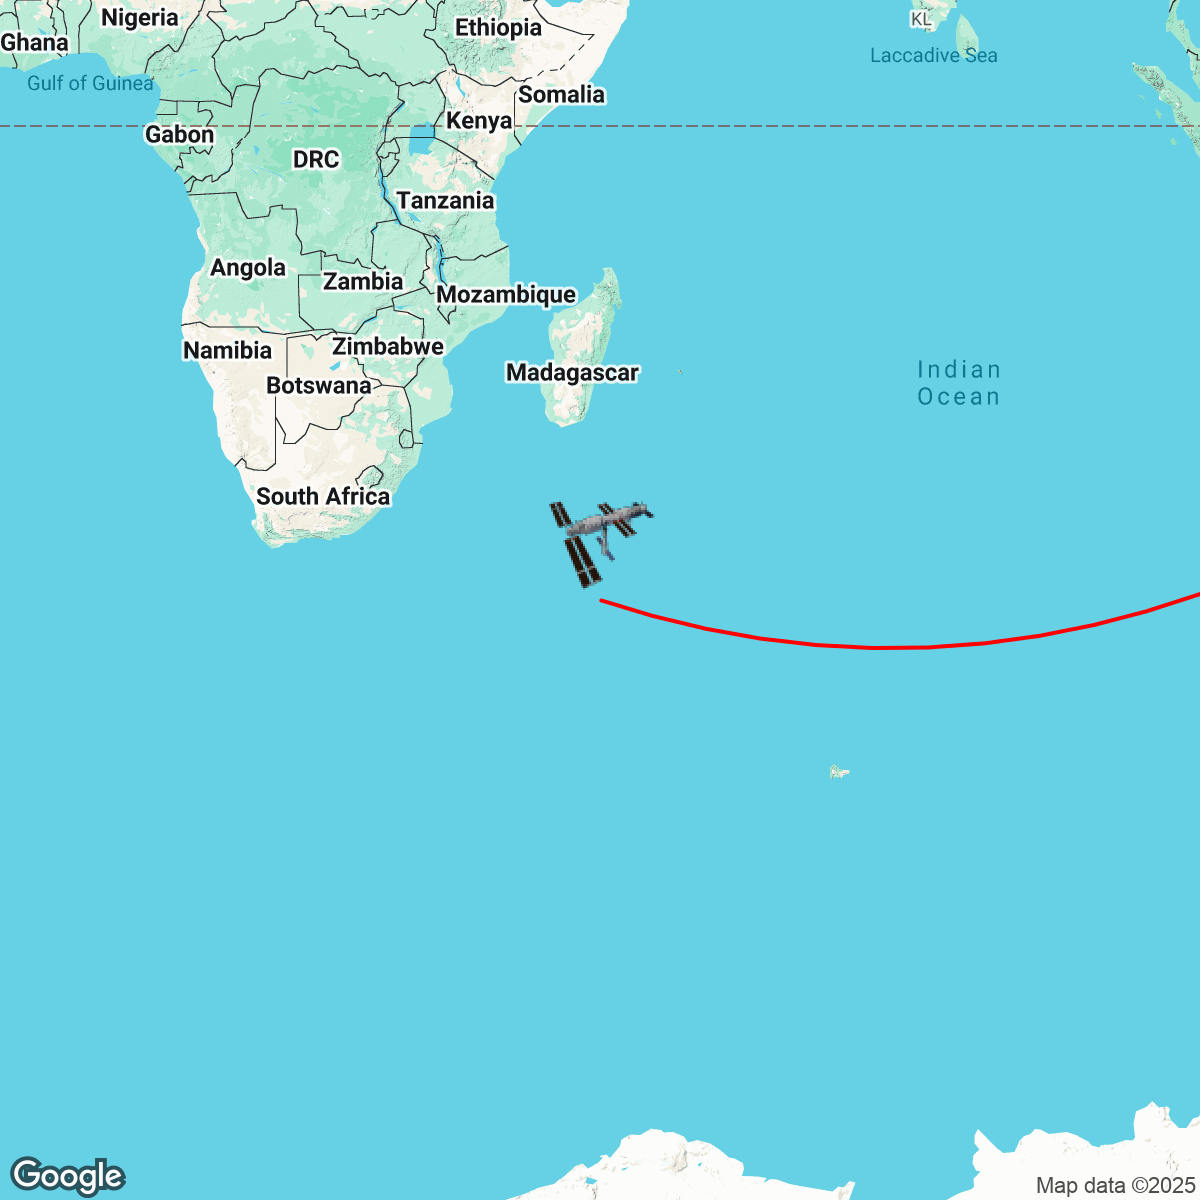 Nigeria
Ethiopia
KL
Ghana
Laccadive Sea
Gulf of Guinea
Somalia
Kenya
Gabon
DRC
Tanzania
Angola
Zambia
Mozambique
Namibia
Zimbabwe
Madagascar
Botswana
Indian
Ocean
South Africa
Google
Map data ©2025